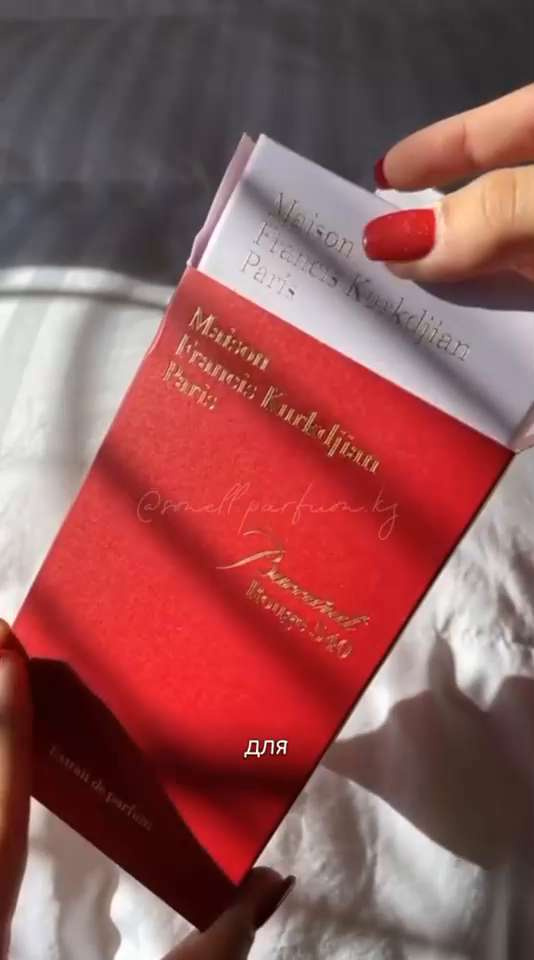 Maison
Francis Kurkdjian
Paris
Maison
Francis Kurkdjian
Paris
@smell.parfum.kg
Baccarat
Rouge 540
для
Extrait de parfum